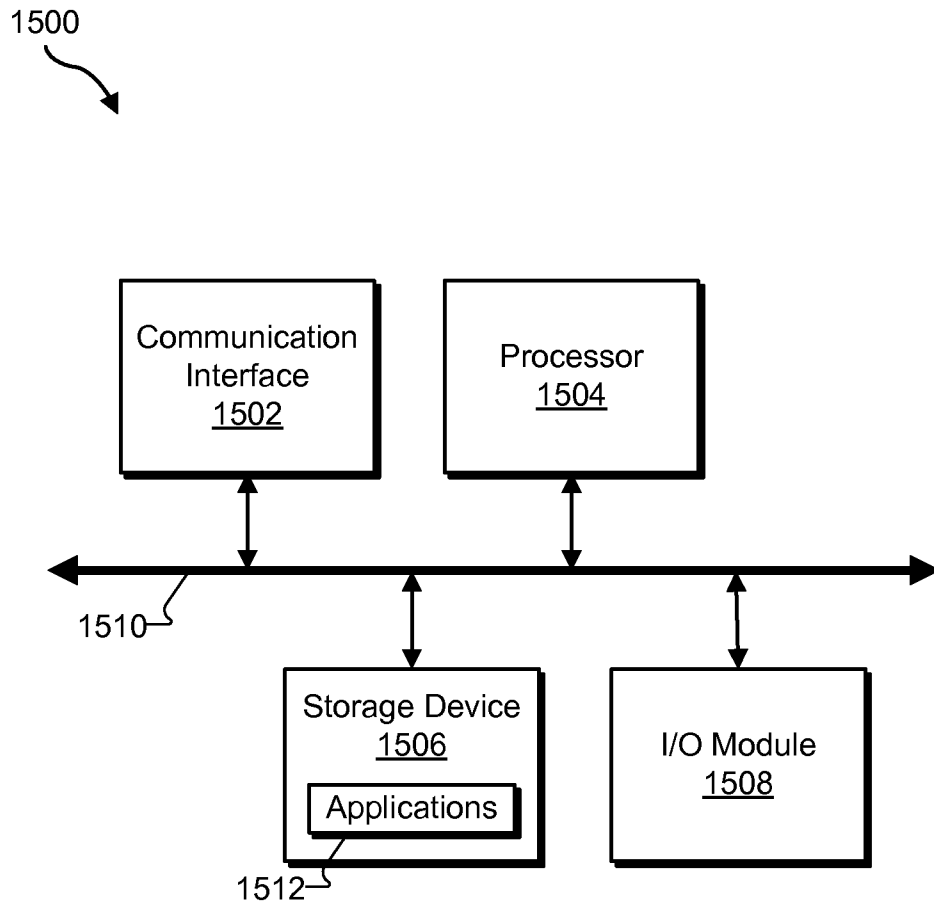 1500
Communication
Interface
1502
Processor
1504
1510
Storage Device
1506
Applications
1512
I/O Module
1508